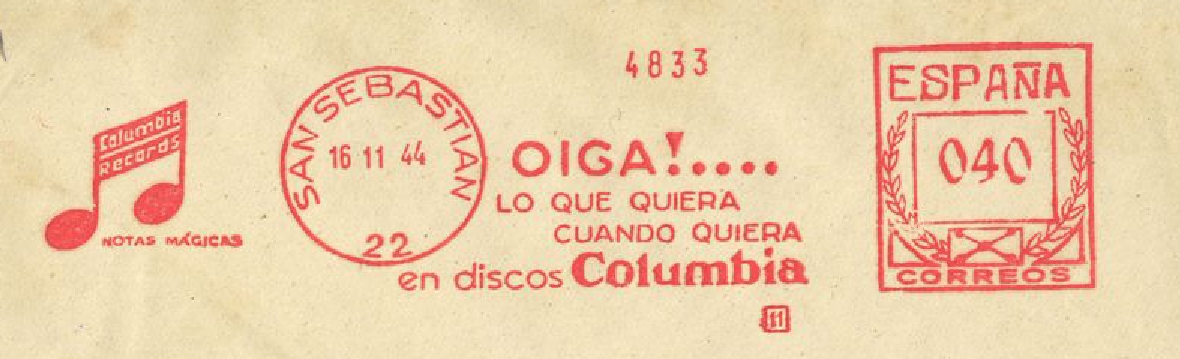 Columbia
Records
NOTAS MÁGICAS
SAN SEBASTIAN
16 11 44
22
4833
OIGA!....
LO QUE QUIERA
CUANDO QUIERA
en discos Columbia
11
ESPAÑA
040
CORREOS